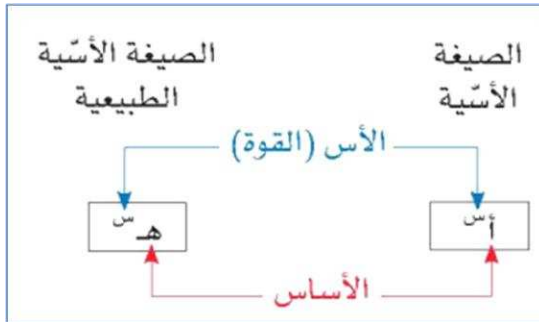 الصيغة
الأسّية
الصيغة الأسّية
الطبيعية
الأس (القوة)
أ س
هـ س
الأساس